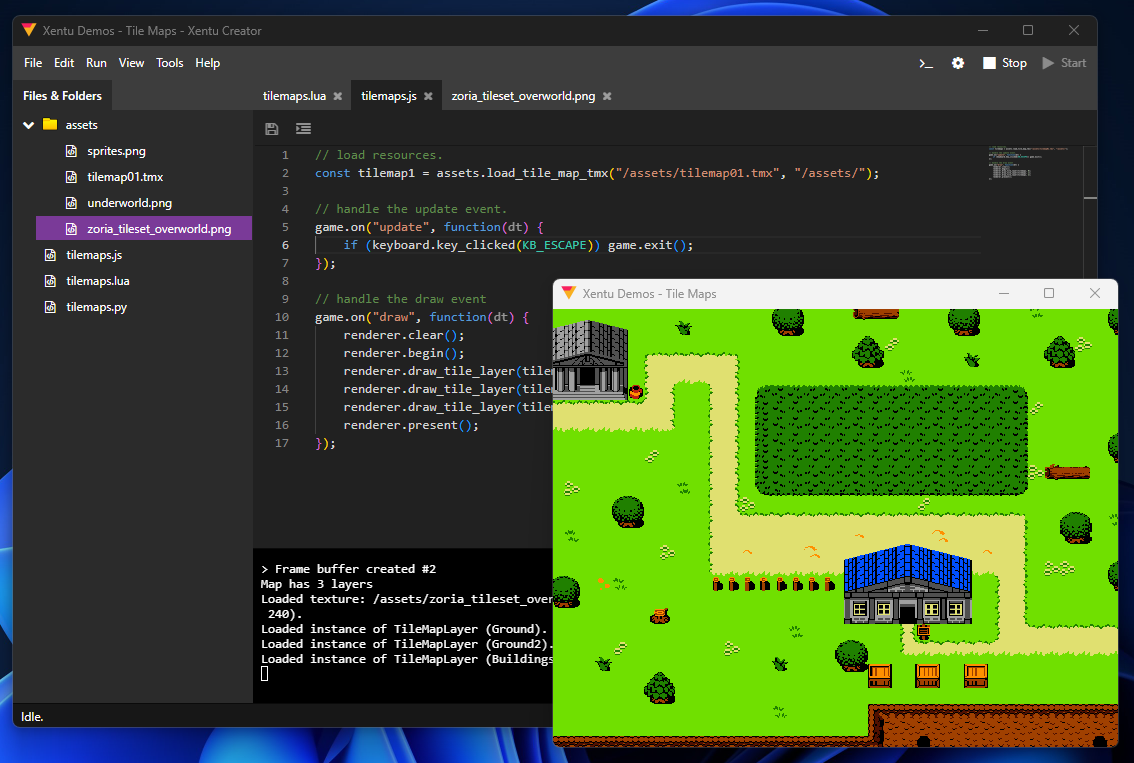 Xentu Demos - Tile Maps - Xentu Creator
File Edit Run View Tools Help
>_ Stop Start
Files & Folders
tilemaps.lua tilemaps.js zoria_tileset_overworld.png
assets
sprites.png
tilemap01.tmx
underworld.png
zoria_tileset_overworld.png
tilemaps.js
tilemaps.lua
tilemaps.py
1 // load resources.
2 const tilemap1 = assets.load_tile_map_tmx("/assets/tilemap01.tmx", "/assets/");
3
4 // handle the update event.
5 game.on("update", function(dt) {
6 if (keyboard.key_clicked(KB_ESCAPE)) game.exit();
7 });
8
9 // handle the draw event
10 game.on("draw", function(dt) {
11 renderer.clear();
12 renderer.begin();
13 renderer.draw_tile_layer(tile
14 renderer.draw_tile_layer(tile
15 renderer.draw_tile_layer(tile
16 renderer.present();
17 });
> Frame buffer created #2
Map has 3 layers
Loaded texture: /assets/zoria_tileset_over
240).
Loaded instance of TileMapLayer (Ground).
Loaded instance of TileMapLayer (Ground2).
Loaded instance of TileMapLayer (Buildings
Idle.
Xentu Demos - Tile Maps